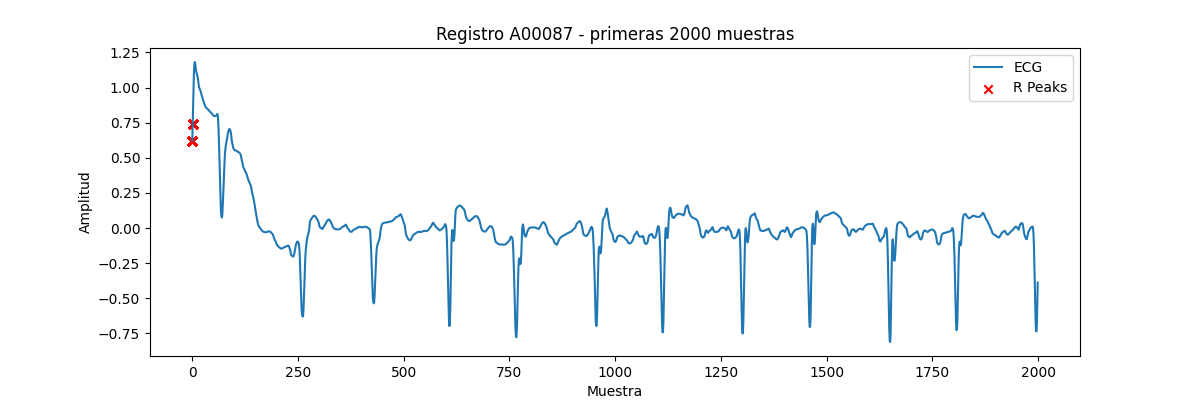 Registro A00087 - primeras 2000 muestras
ECG
R Peaks
Amplitud
1.25
1.00
0.75
0.50
0.25
0.00
−0.25
−0.50
−0.75
0 250 500 750 1000 1250 1500 1750 2000
Muestra